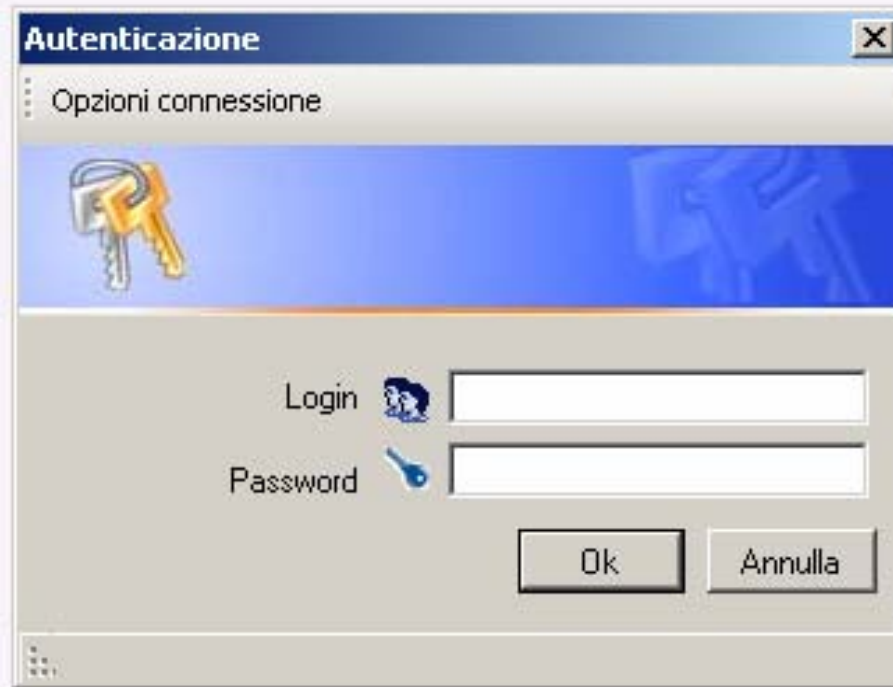 Autenticazione
Opzioni connessione
Login
Password
Ok Annulla